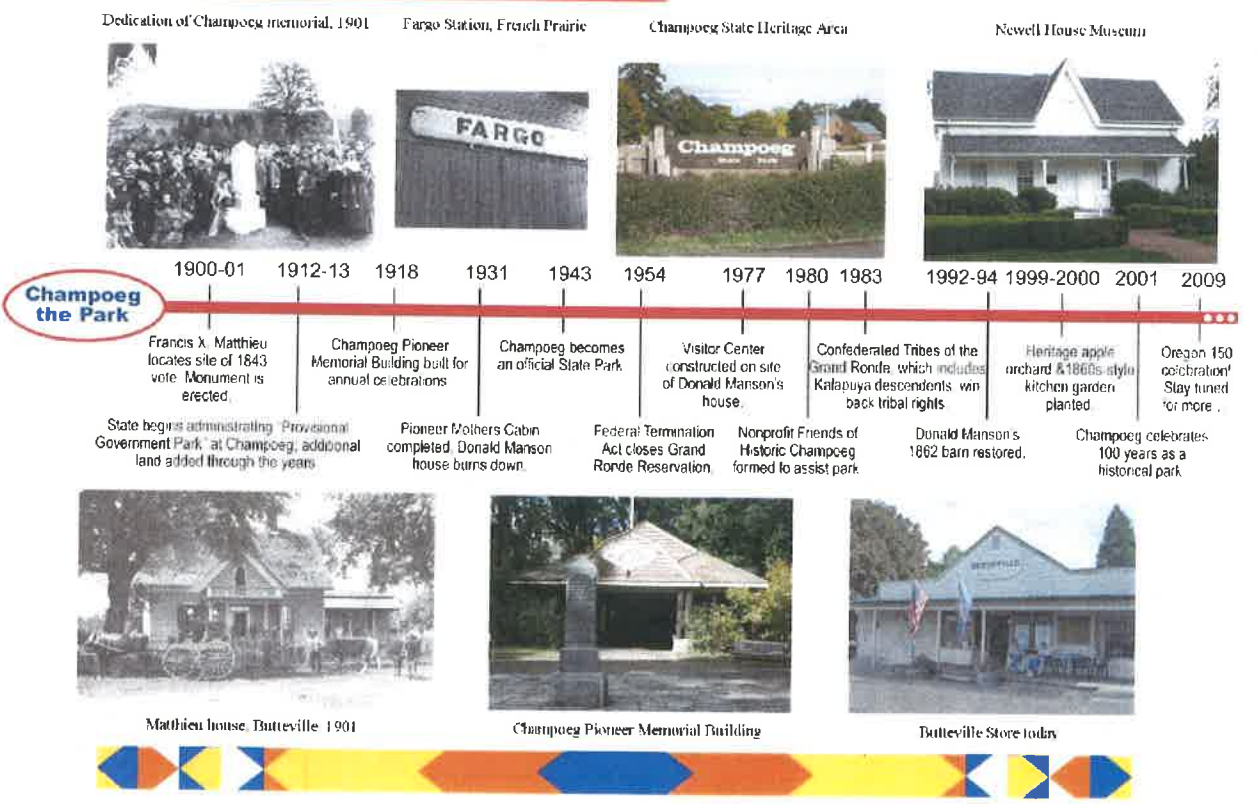 Dedication of Champoeg memorial, 1901
Fargo Station, French Prairie
Champoeg State Heritage Area
Newell House Museum
FARGO
Champoeg
State Park
1900-01
1912-13
1918
1931
1943
1954
1977
1980
1983
1992-94
1999-2000
2001
2009
Champoeg
the Park
Francis X. Matthieu
locates site of 1843
vote. Monument is
erected.
State begins administrating "Provisional
Government Park" at Champoeg; additional
land added through the years
Champoeg Pioneer
Memorial Building built for
annual celebrations
Pioneer Mothers Cabin
completed, Donald Manson
house burns down.
Champoeg becomes
an official State Park
Federal Termination
Act closes Grand
Ronde Reservation.
Visitor Center
constructed on site
of Donald Manson's
house.
Nonprofit Friends of
Historic Champoeg
formed to assist park
Confederated Tribes of the
Grand Ronde, which includes
Kalapuya descendents, win
back tribal rights
Donald Manson's
1862 barn restored.
Heritage apple
orchard & 1860s-style
kitchen garden
planted.
Champoeg celebrates
100 years as a
historical park
Oregon 150
celebration!
Stay tuned
for more .
BUTTEVILLE
Matthieu house, Butteville 1901
Champoeg Pioneer Memorial Building
Butteville Store today